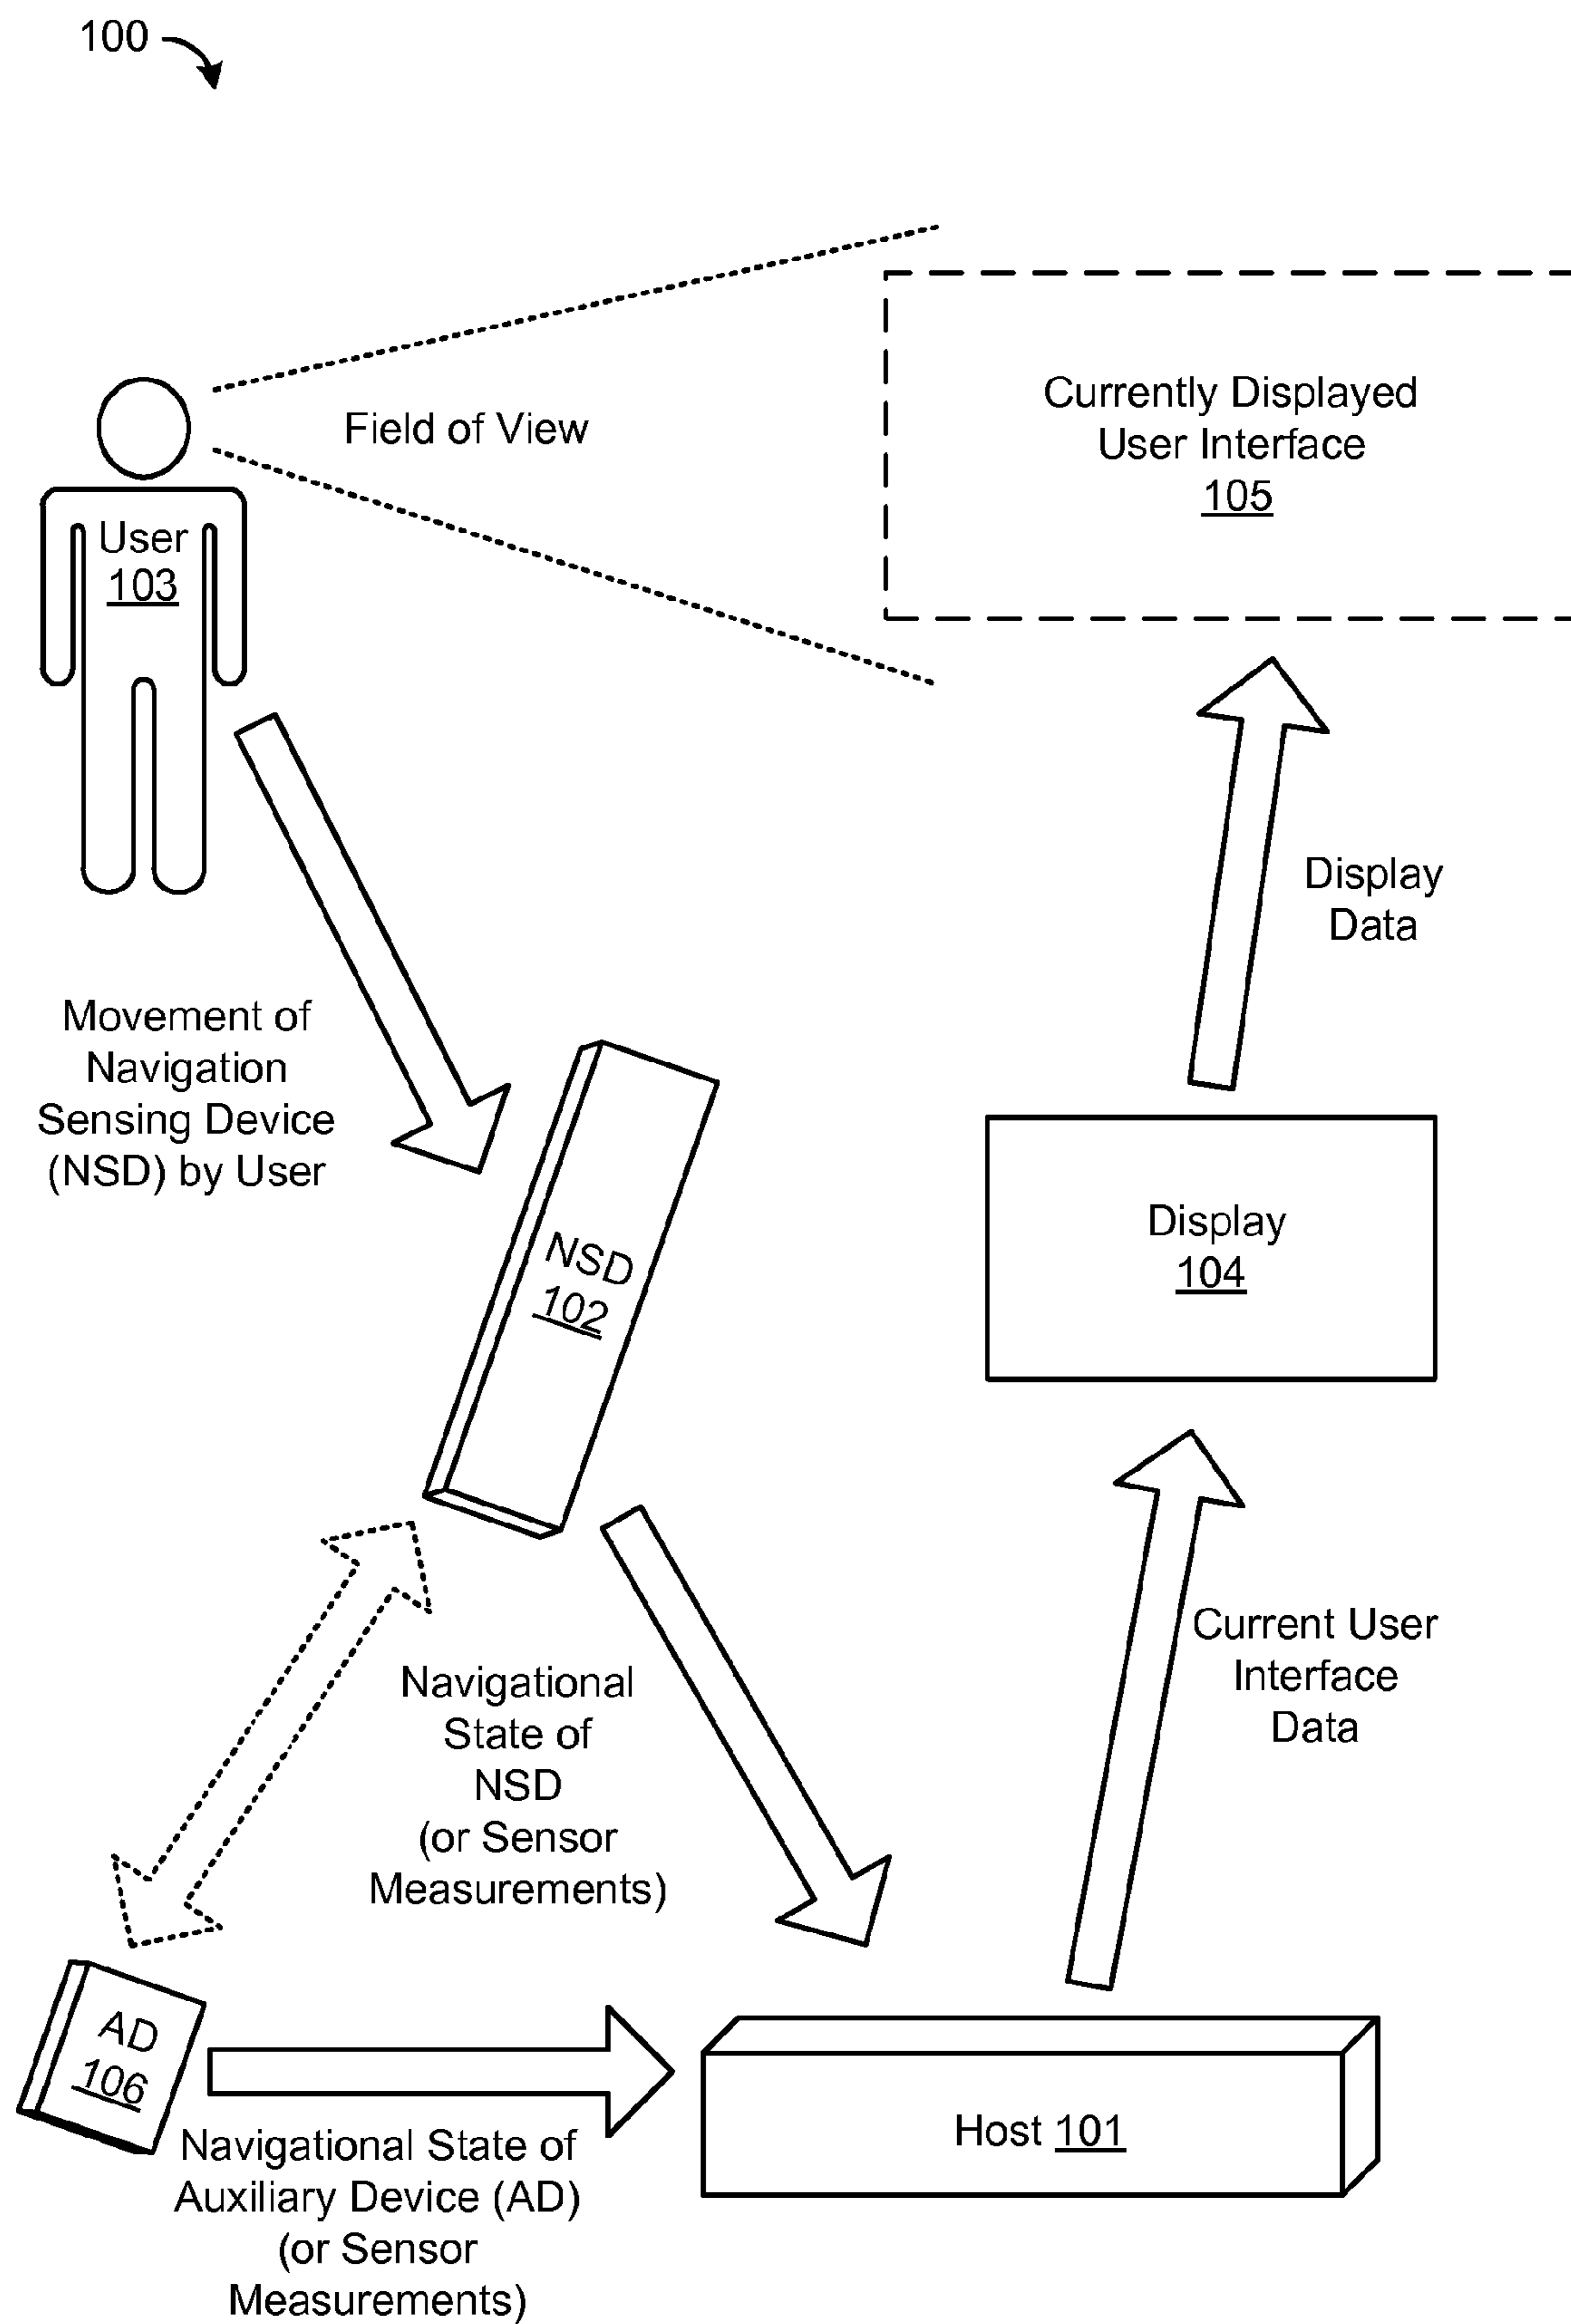 100
Field of View
Currently Displayed
User Interface
105
User
103
Movement of
Navigation
Sensing Device
(NSD) by User
Display
Data
NSD
102
Display
104
Navigational
State of
NSD
(or Sensor
Measurements)
Current User
Interface
Data
AD
106
Navigational State of
Auxiliary Device (AD)
(or Sensor
Measurements)
Host 101